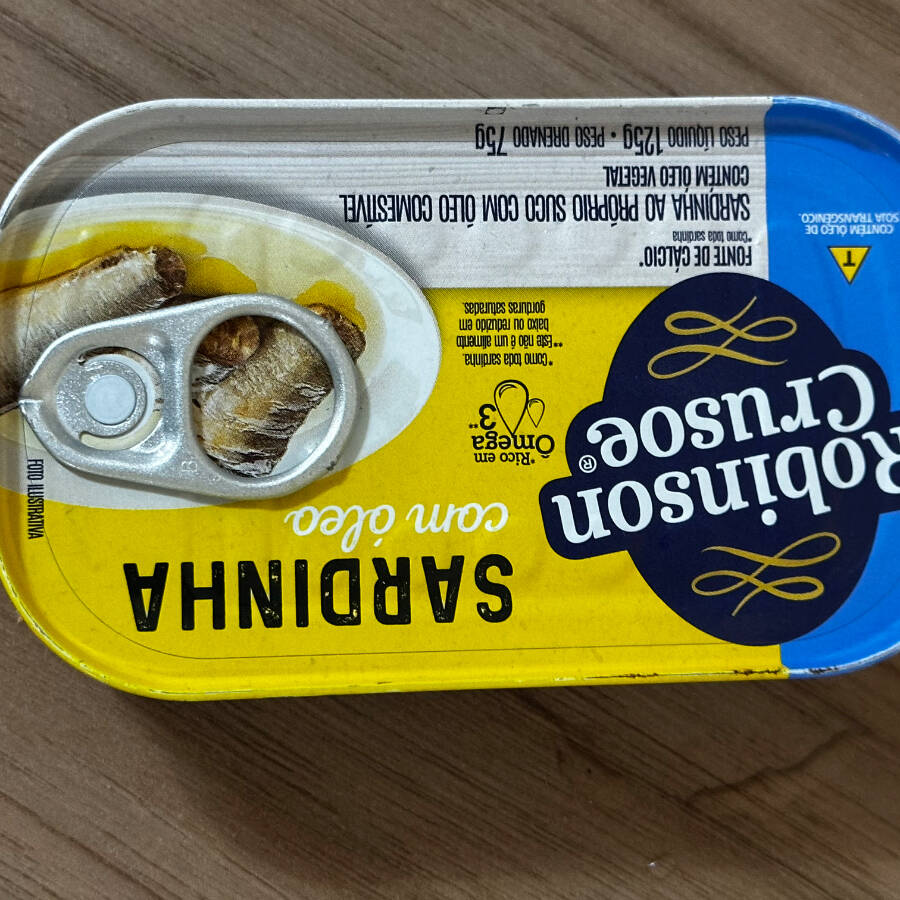 Robinson
Crusoe®
SARDINHA
com óleo
*Rico em
Ômega
3**
*Como toda sardinha.
**Este não é um alimento
baixo ou reduzido em
gorduras saturadas.
FOTO ILUSTRATIVA
T
CONTÉM ÓLEO DE
SOJA TRANSGÊNICO.
FONTE DE CÁLCIO*
*Como toda sardinha
SARDINHA AO PRÓPRIO SUCO COM ÓLEO COMESTÍVEL
CONTÉM ÓLEO VEGETAL
PESO LÍQUIDO 125g • PESO DRENADO 75g
B